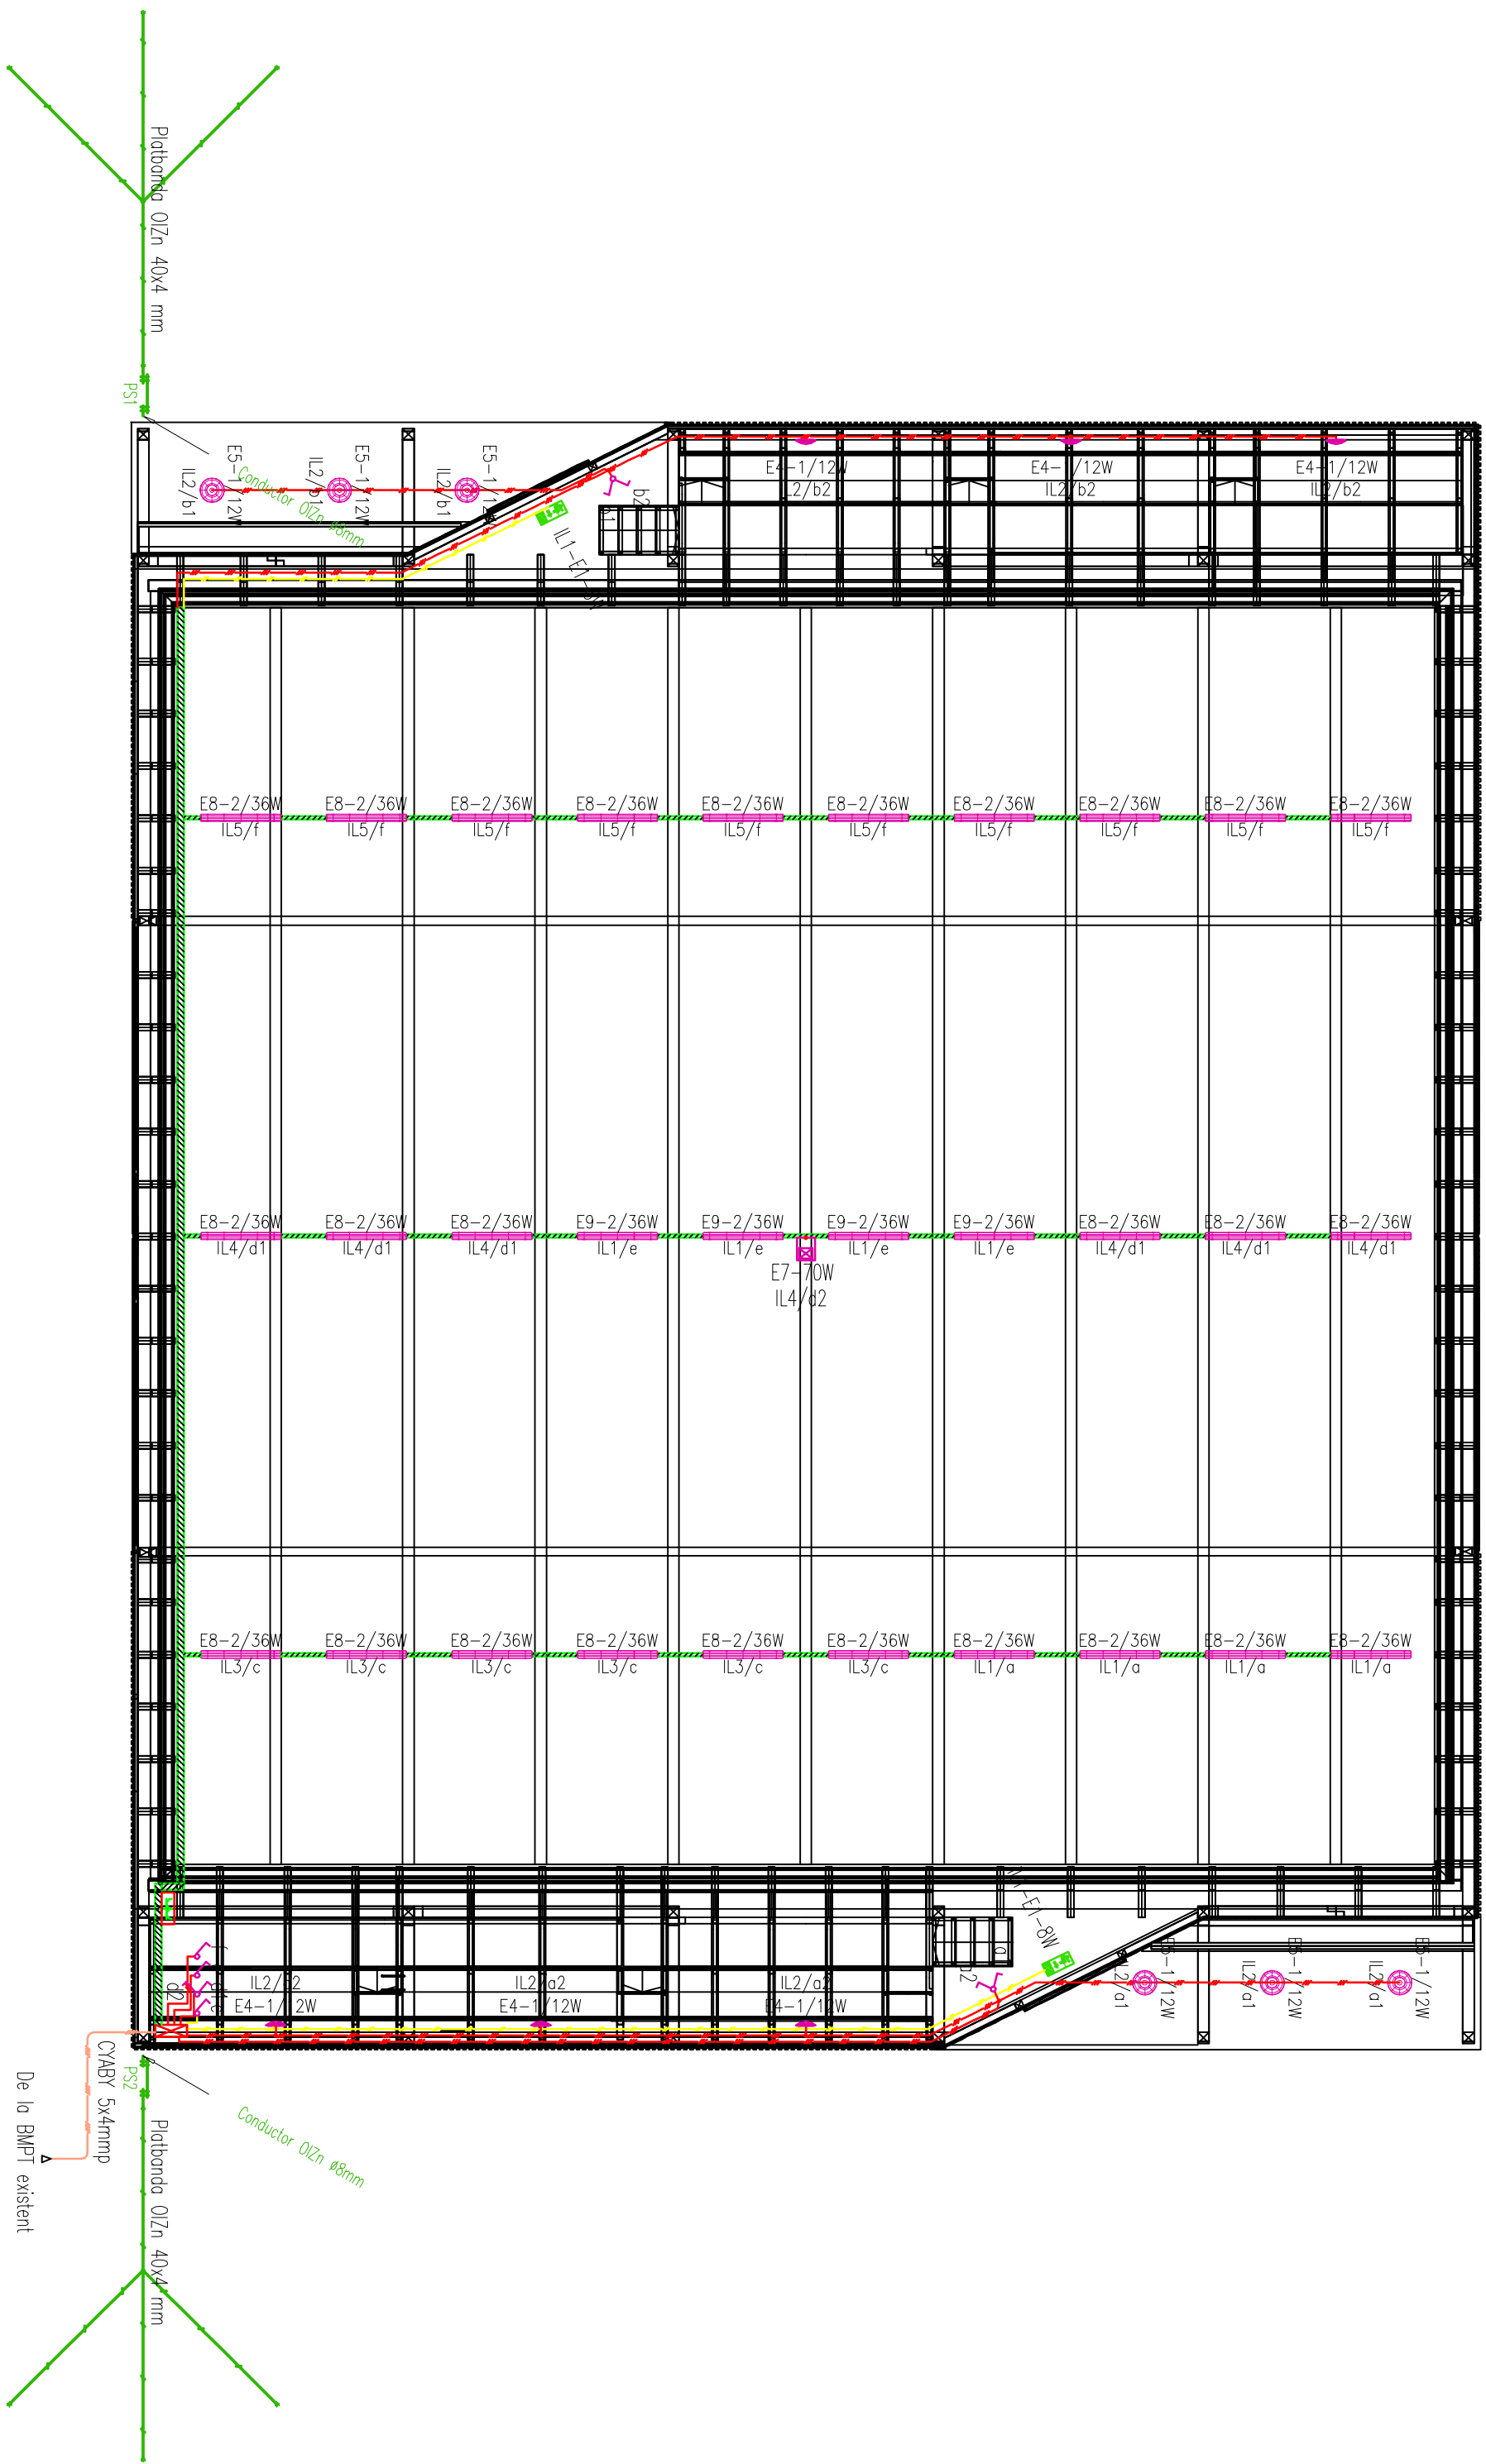 Platbanda OlZn 40x4 mm
PS1
Conductor OlZn ø8mm
E5-1/12W
IL2/b1
E5-1/12W
IL2/b1
E5-1/12W
IL2/b1
b2
b1
E4-1/12W
IL2/b2
E4-1/12W
IL2/b2
E4-1/12W
IL2/b2
E8-2/36W E8-2/36W E8-2/36W E8-2/36W E8-2/36W E8-2/36W E8-2/36W E8-2/36W E8-2/36W E8-2/36W
IL5/f IL5/f IL5/f IL5/f IL5/f IL5/f IL5/f IL5/f IL5/f IL5/f
E8-2/36W E8-2/36W E8-2/36W E9-2/36W E9-2/36W E9-2/36W E9-2/36W E8-2/36W E8-2/36W E8-2/36W
IL4/d1 IL4/d1 IL4/d1 IL1/e IL1/e IL1/e IL1/e IL4/d1 IL4/d1 IL4/d1
E7-70W
IL4/d2
E8-2/36W E8-2/36W E8-2/36W E8-2/36W E8-2/36W E8-2/36W E8-2/36W E8-2/36W E8-2/36W E8-2/36W
IL3/c IL3/c IL3/c IL3/c IL3/c IL3/c IL1/a IL1/a IL1/a IL1/a
IL1-E1-8W
E5-1/12W
IL2/a1
E5-1/12W
IL2/a1
E5-1/12W
IL2/a1
d2
IL2/a2 IL2/a2 IL2/a2
E4-1/12W E4-1/12W E4-1/12W
PS2
CYABY 5x4mmp
De la BMPT existent
Conductor OlZn ø8mm
Platbanda OlZn 40x4 mm